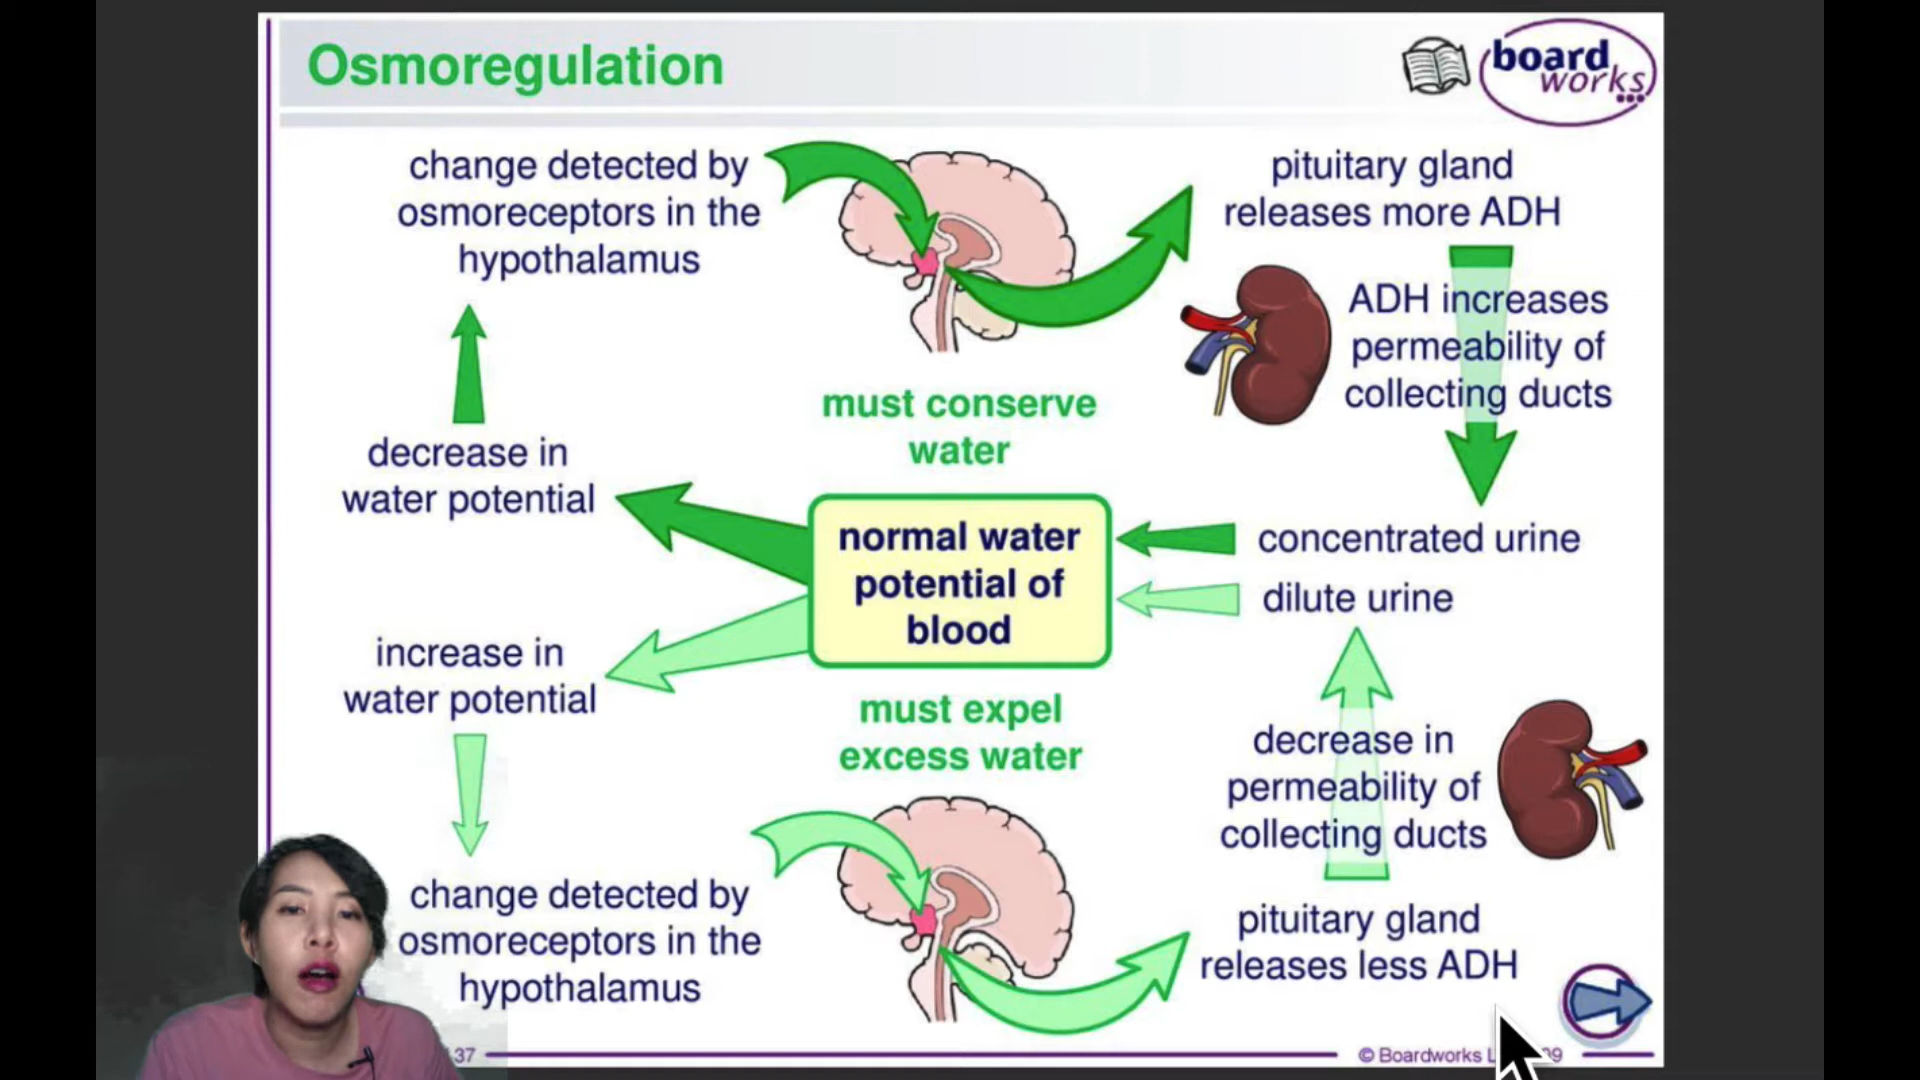 Osmoregulation
board
works
change detected by
osmoreceptors in the
hypothalamus
pituitary gland
releases more ADH
ADH increases
permeability of
collecting ducts
must conserve
water
decrease in
water potential
normal water
potential of
blood
concentrated urine
dilute urine
increase in
water potential
must expel
excess water
decrease in
permeability of
collecting ducts
change detected by
osmoreceptors in the
hypothalamus
pituitary gland
releases less ADH
37
© Boardworks